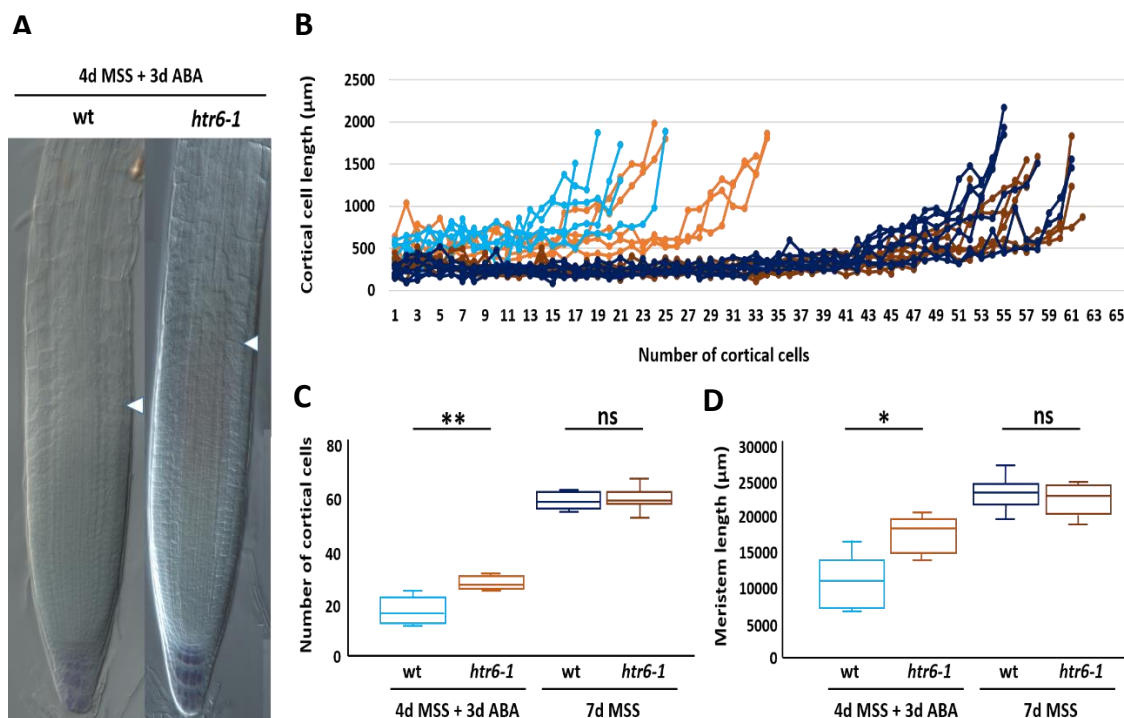 A
4d MSS + 3d ABA
wt htr6-1
B
Cortical cell length (µm)
2500
2000
1500
1000
500
0
1 3 5 7 9 11 13 15 17 19 21 23 25 27 29 31 33 35 37 39 41 43 45 47 49 51 53 55 57 59 61 63 65
Number of cortical cells
C
** ns
Number of cortical cells
80
60
40
20
0
wt htr6-1 wt htr6-1
4d MSS + 3d ABA 7d MSS
D
* ns
Meristem length (µm)
30000
25000
20000
15000
10000
5000
0
wt htr6-1 wt htr6-1
4d MSS + 3d ABA 7d MSS